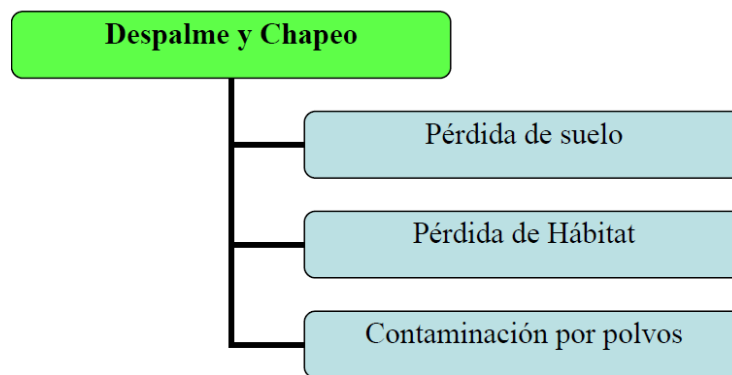 Despalme y Chapeo
Pérdida de suelo
Pérdida de Hábitat
Contaminación por polvos